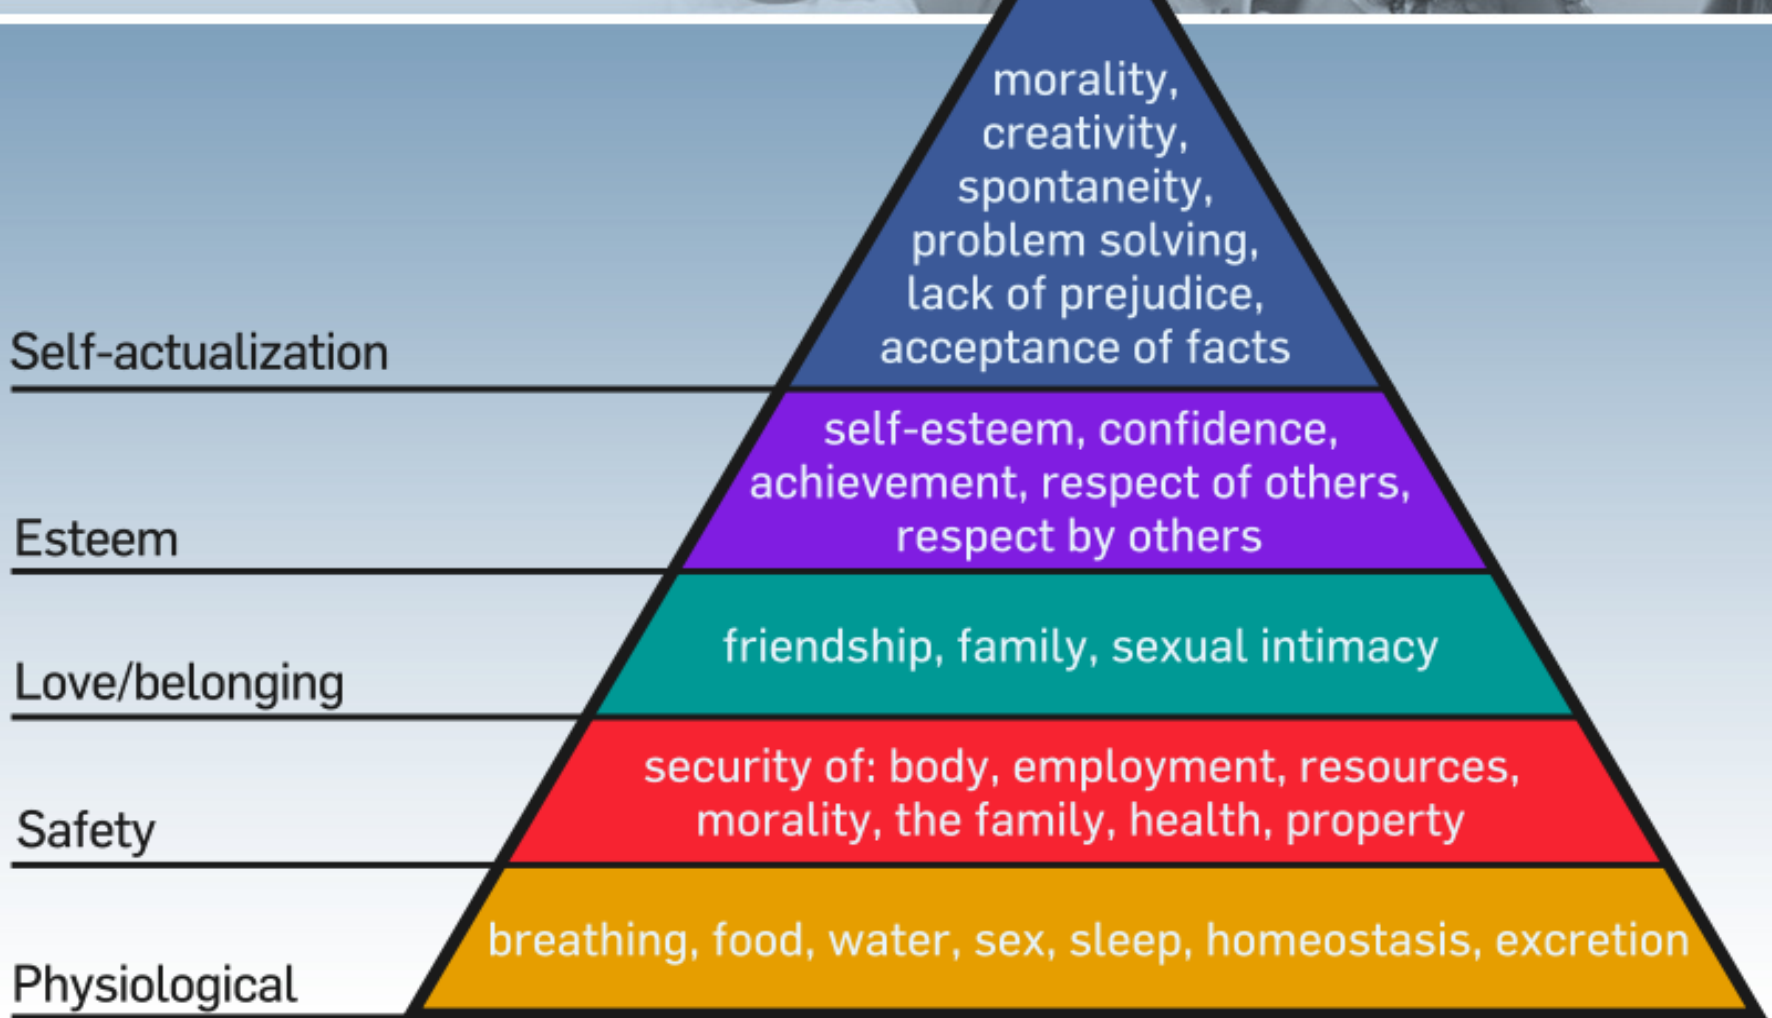 morality,
creativity,
spontaneity,
problem solving,
lack of prejudice,
acceptance of facts
Self-actualization
self-esteem, confidence,
achievement, respect of others,
respect by others
Esteem
friendship, family, sexual intimacy
Love/belonging
security of: body, employment, resources,
morality, the family, health, property
Safety
breathing, food, water, sex, sleep, homeostasis, excretion
Physiological